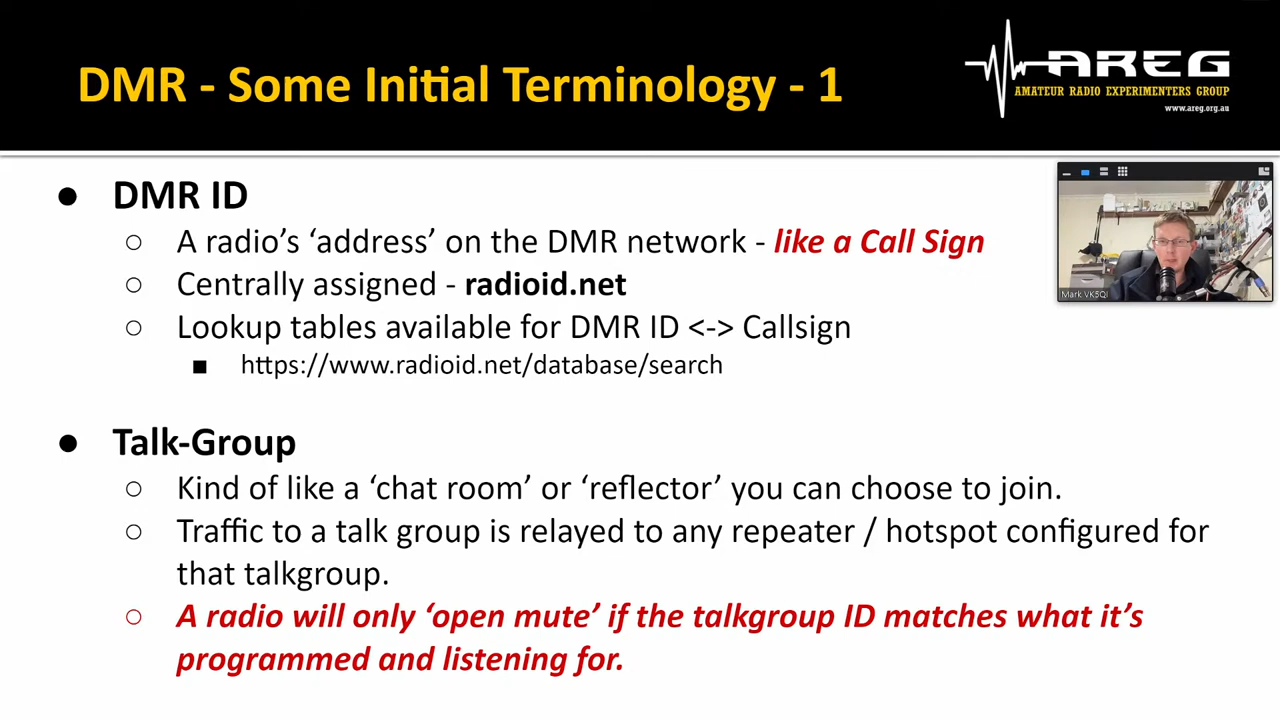 DMR - Some Initial Terminology - 1
AREG
AMATEUR RADIO EXPERIMENTERS GROUP
www.areg.org.au
● DMR ID
○ A radio’s ‘address’ on the DMR network - like a Call Sign
○ Centrally assigned - radioid.net
○ Lookup tables available for DMR ID <-> Callsign
■ https://www.radioid.net/database/search
Mark VK5QI
● Talk-Group
○ Kind of like a ‘chat room’ or ‘reflector’ you can choose to join.
○ Traffic to a talk group is relayed to any repeater / hotspot configured for
that talkgroup.
○ A radio will only ‘open mute’ if the talkgroup ID matches what it’s
programmed and listening for.